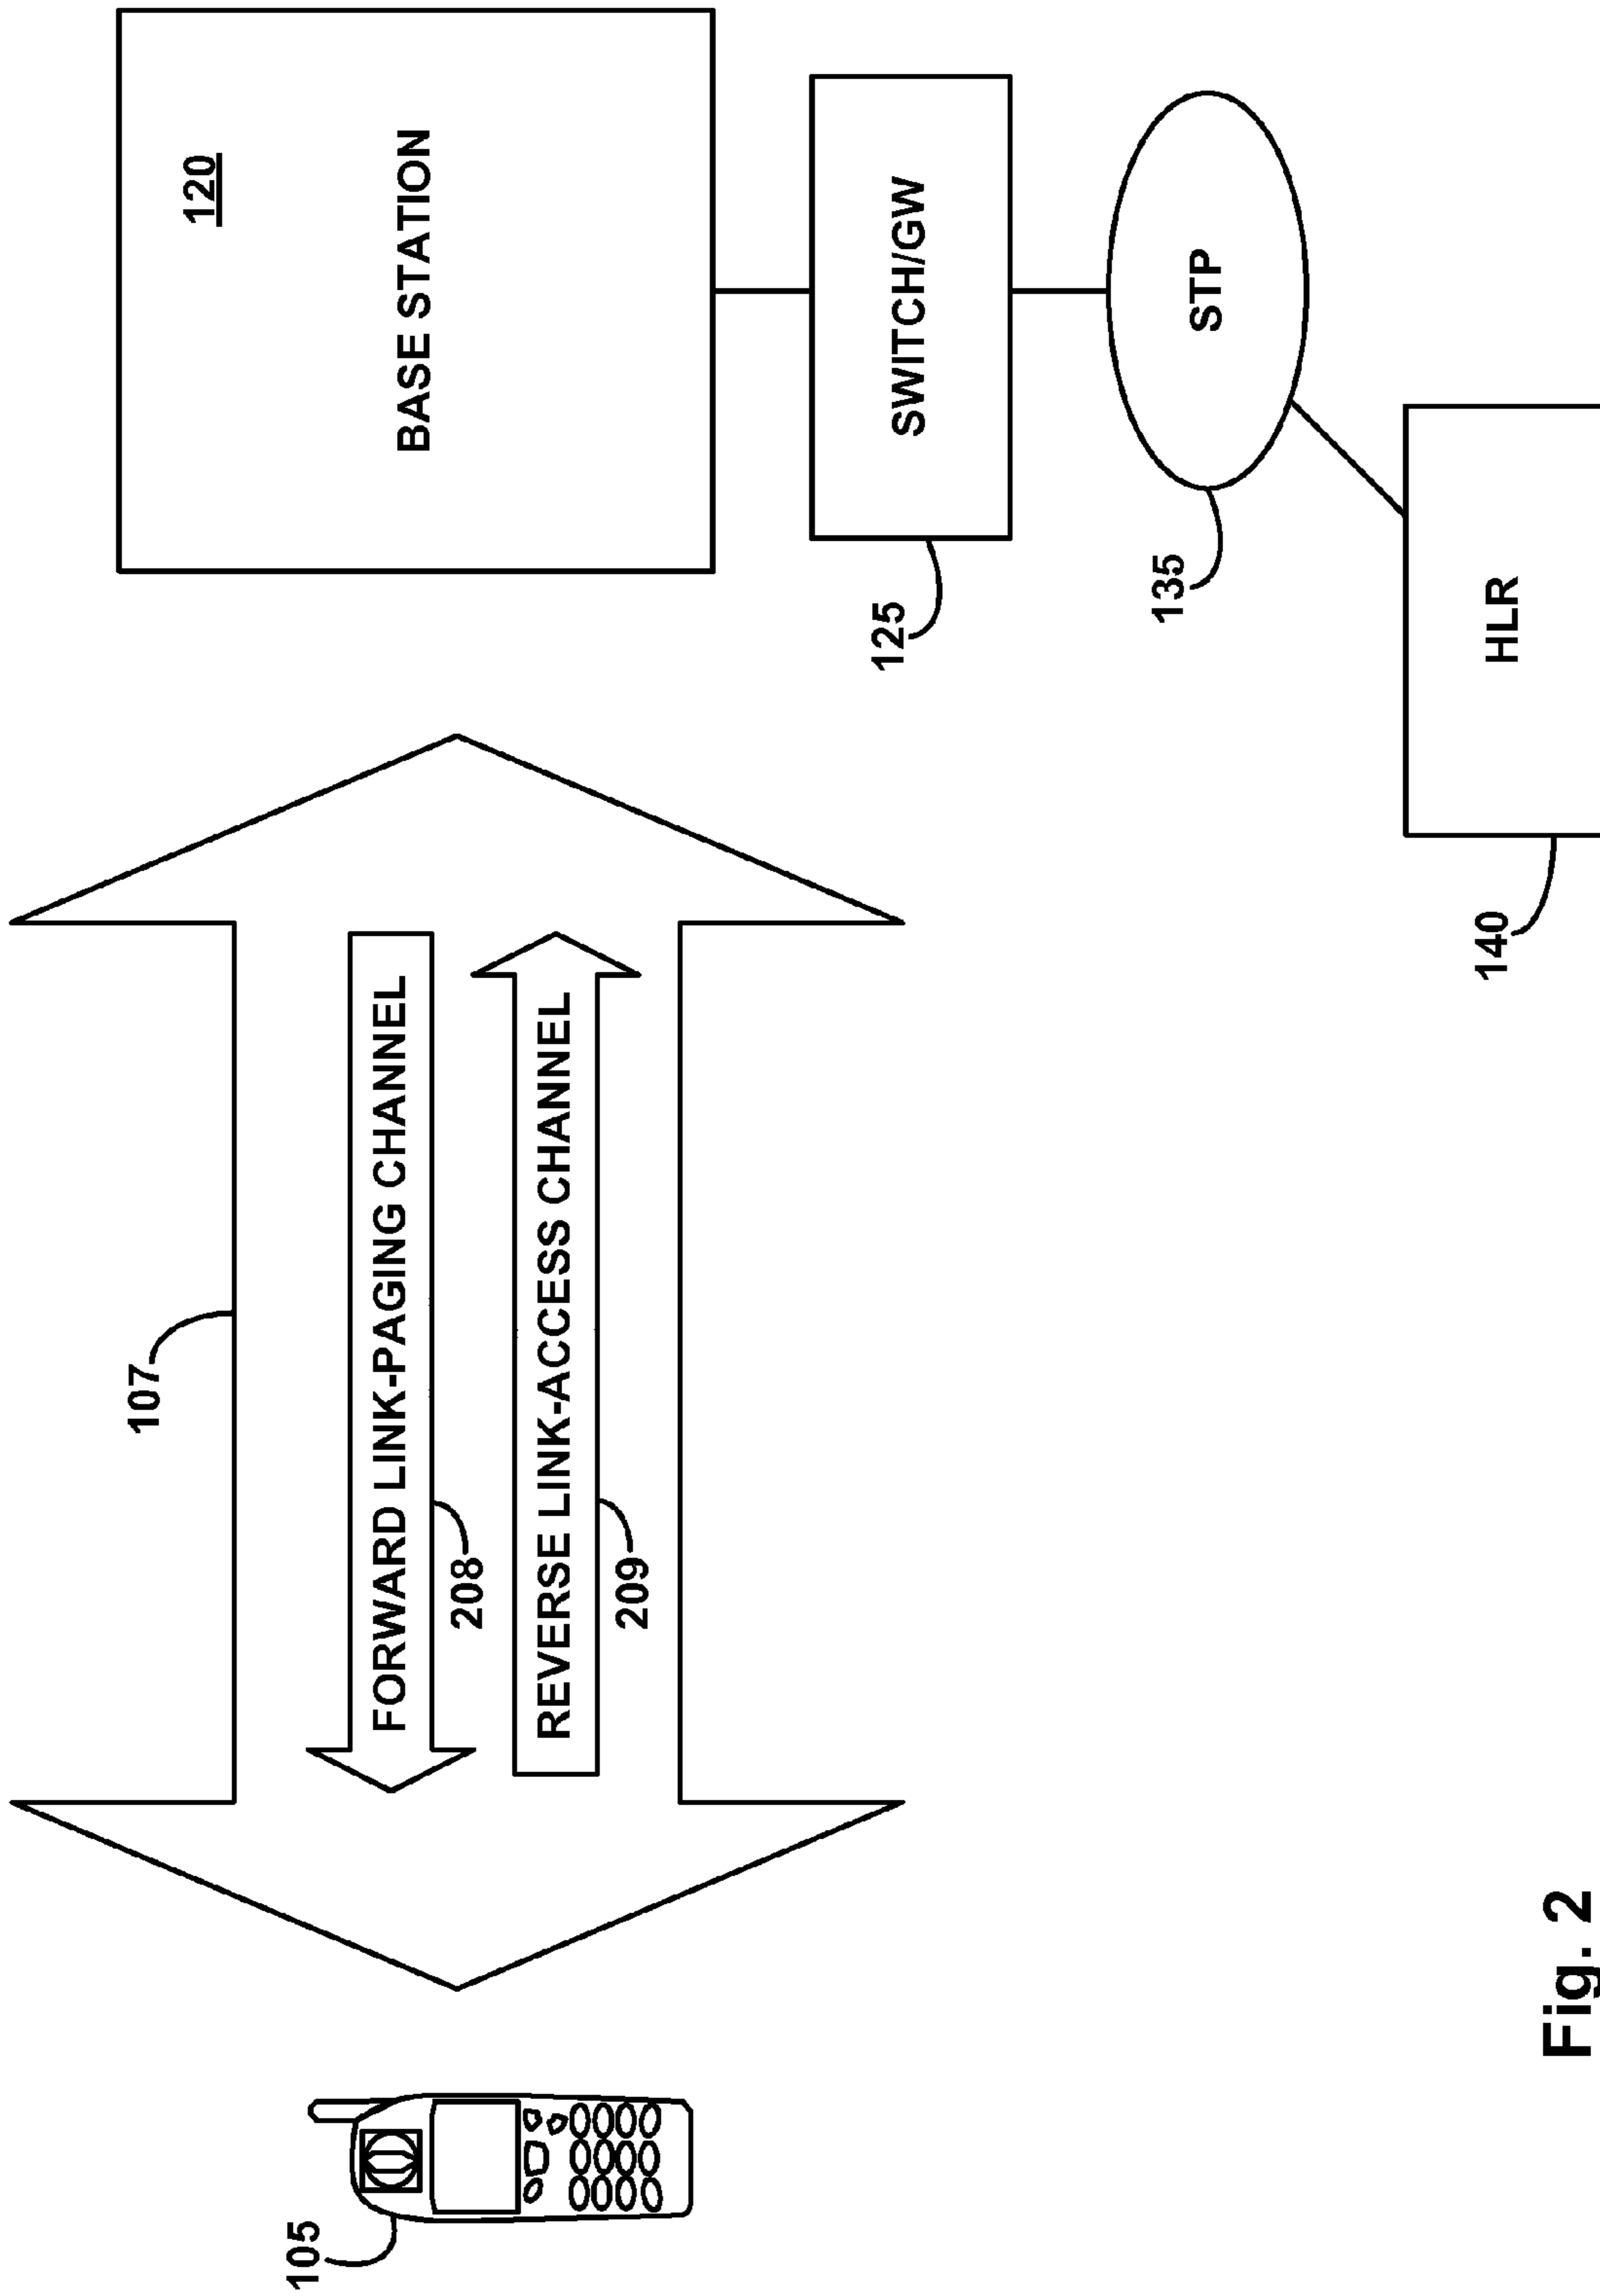 120
BASE STATION
107
FORWARD LINK-PAGING CHANNEL
208
REVERSE LINK-ACCESS CHANNEL
209
105
SWITCH/GW
125
STP
135
HLR
140
Fig. 2